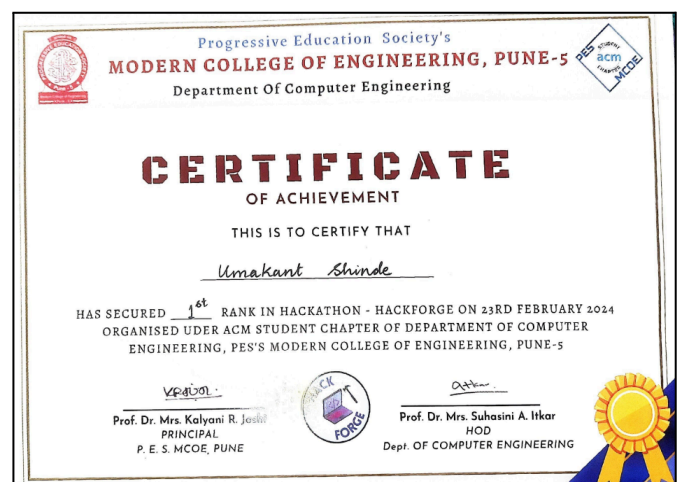 Progressive Education Society's
MODERN COLLEGE OF ENGINEERING, PUNE-5
Department Of Computer Engineering
PES STUDENT
acm
CHAPTER MCOE
CERTIFICATE
OF ACHIEVEMENT
THIS IS TO CERTIFY THAT
Umakant Shinde
HAS SECURED 1st RANK IN HACKATHON - HACKFORGE ON 23RD FEBRUARY 2024
ORGANISED UDER ACM STUDENT CHAPTER OF DEPARTMENT OF COMPUTER
ENGINEERING, PES'S MODERN COLLEGE OF ENGINEERING, PUNE-5
HACK
FORGE
Prof. Dr. Mrs. Kalyani R. Joshi
PRINCIPAL
P. E. S. MCOE, PUNE
Prof. Dr. Mrs. Suhasini A. Itkar
HOD
Dept. OF COMPUTER ENGINEERING